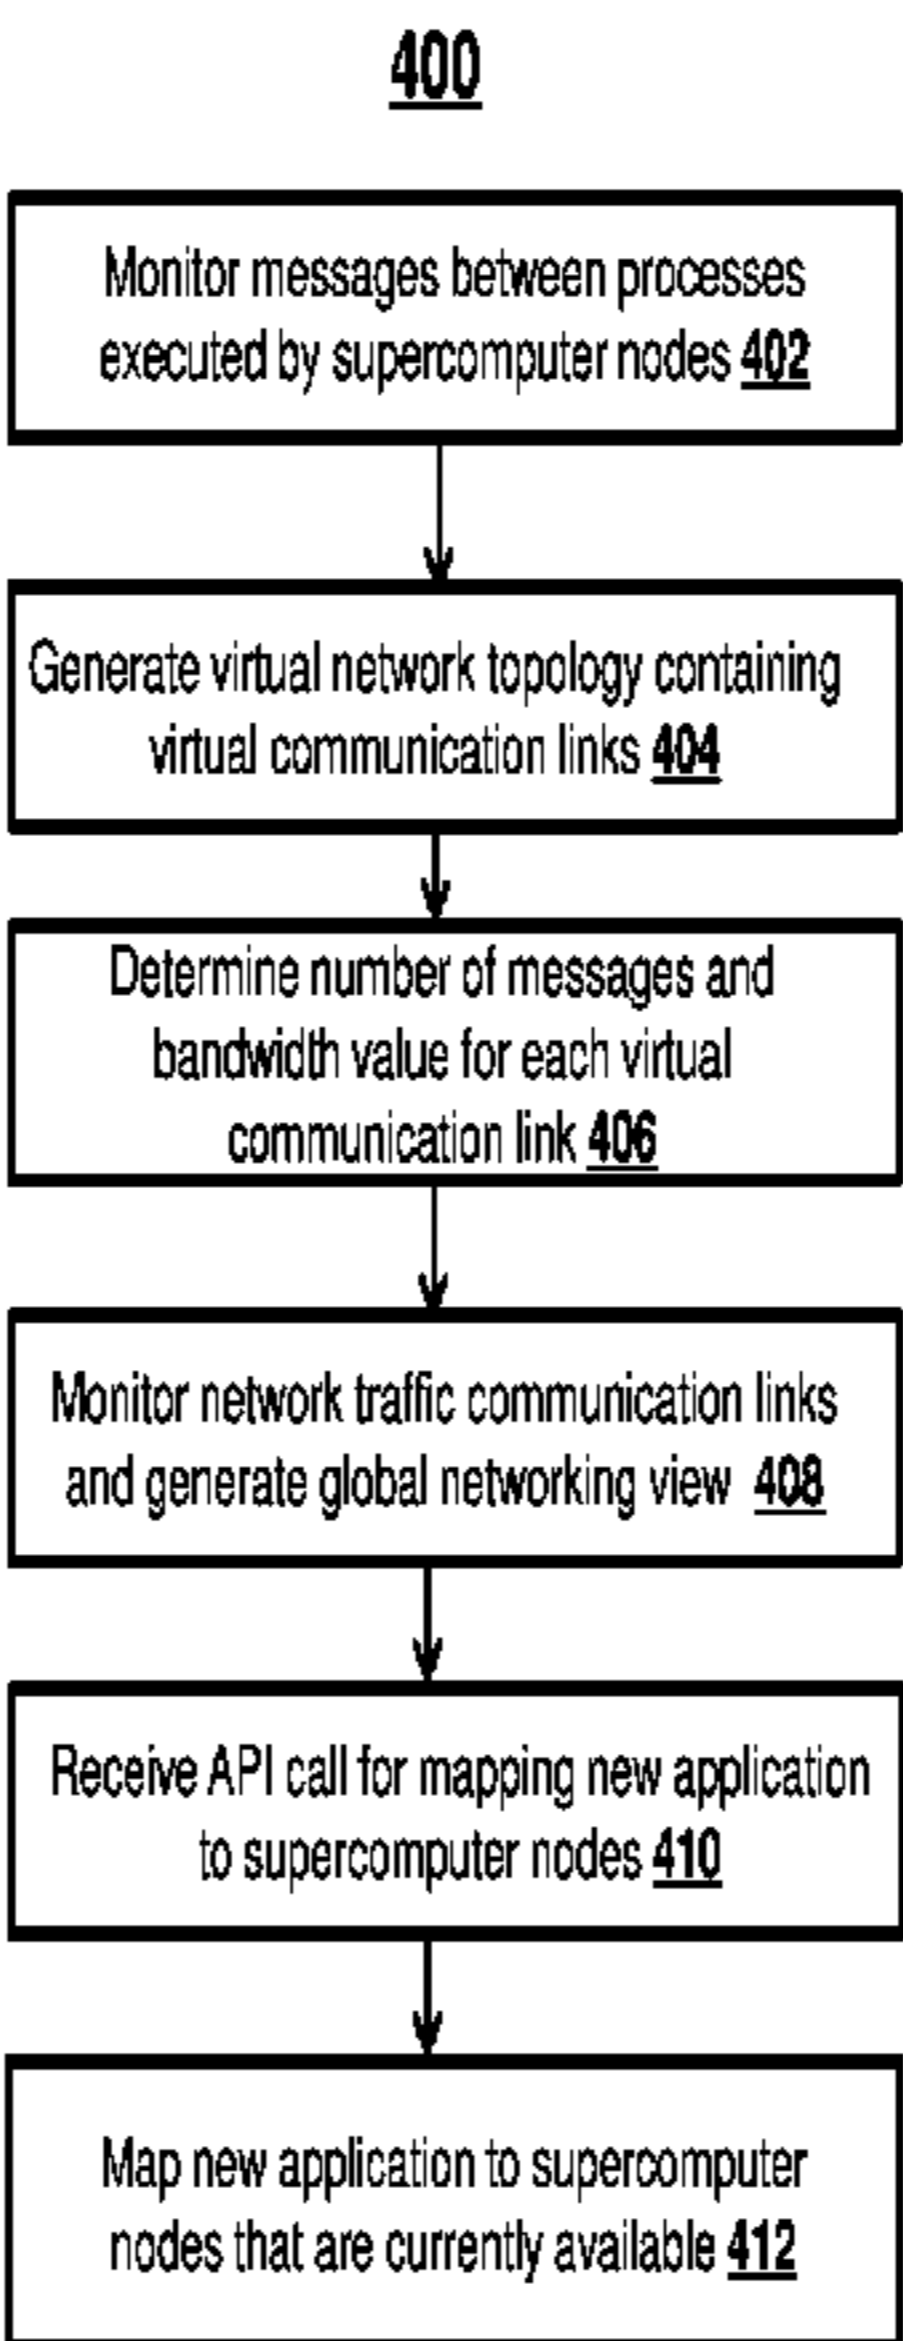 400
Monitor messages between processes
executed by supercomputer nodes 402
Generate virtual network topology containing
virtual communication links 404
Determine number of messages and
bandwidth value for each virtual
communication link 406
Monitor network traffic communication links
and generate global networking view 408
Receive API call for mapping new application
to supercomputer nodes 410
Map new application to supercomputer
nodes that are currently available 412